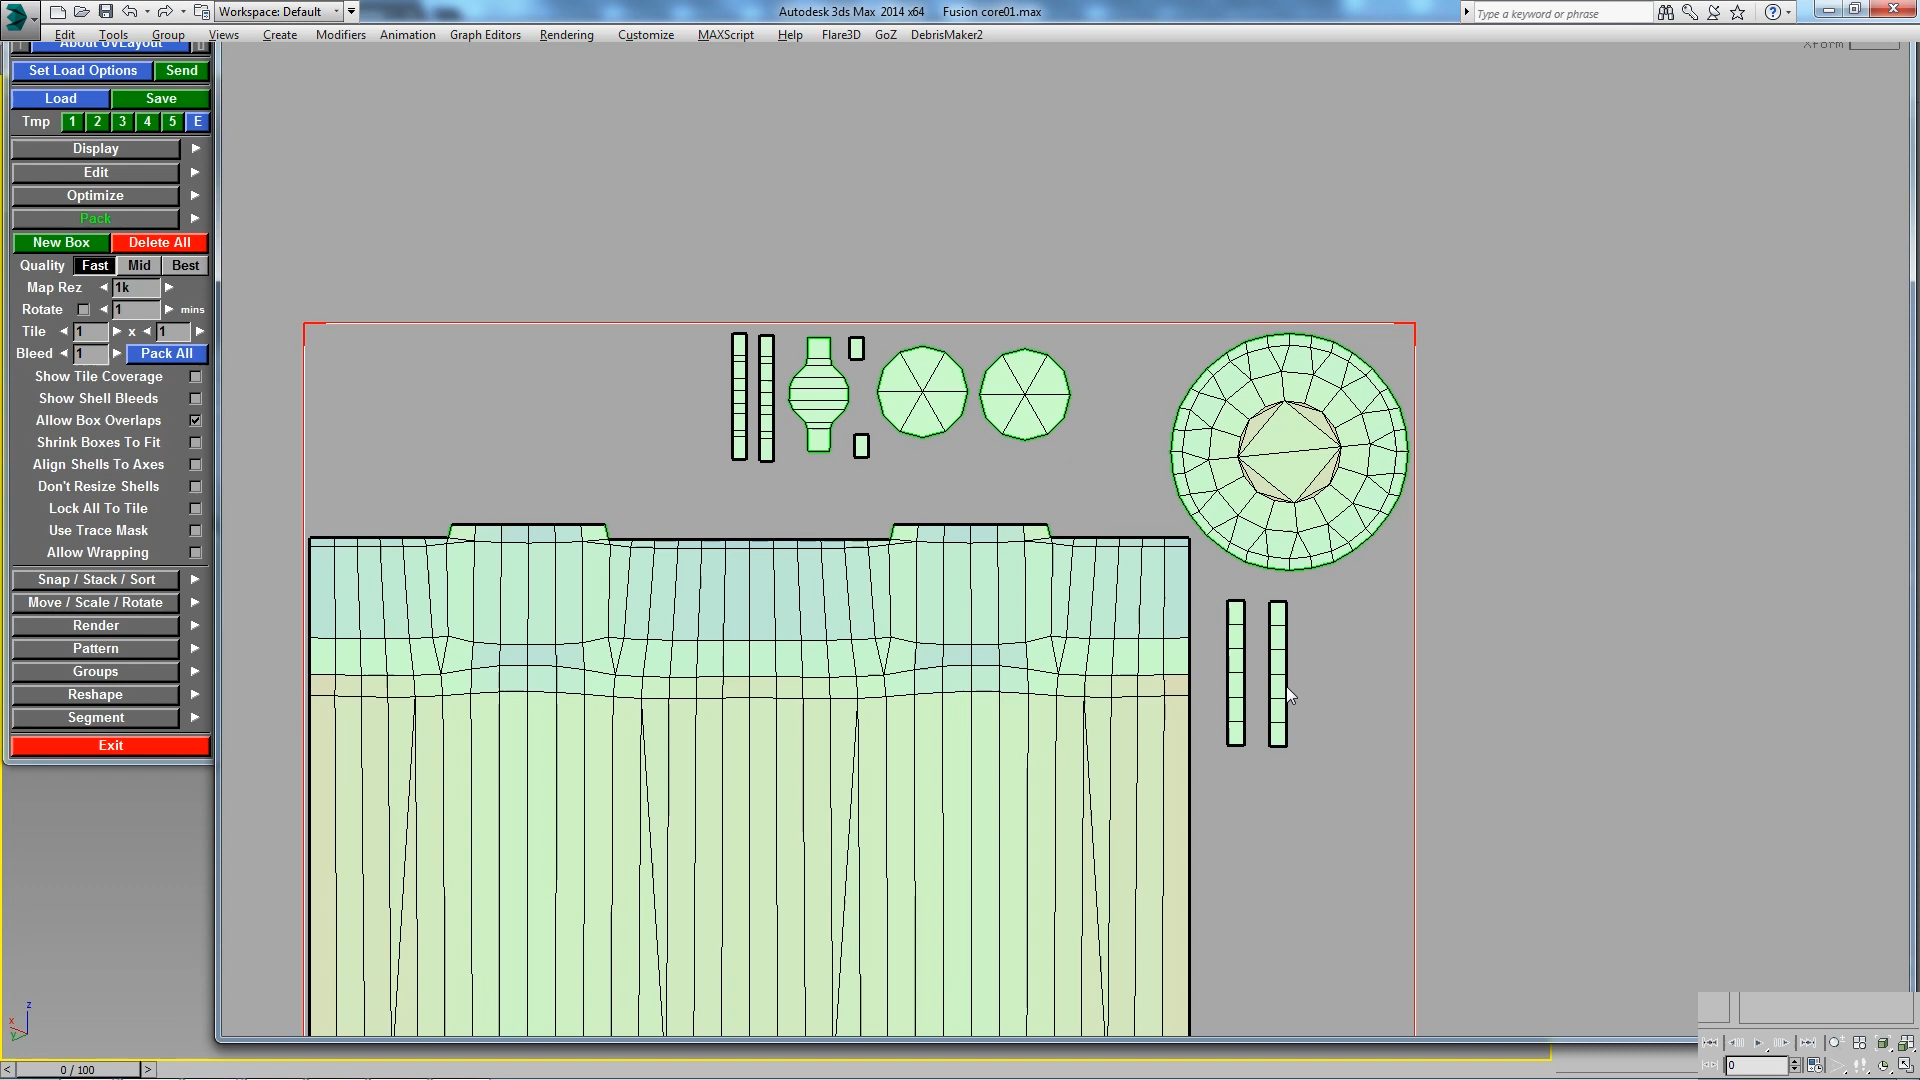 Workspace: Default
Autodesk 3ds Max 2014 x64 Fusion core01.max
Type a keyword or phrase
Edit Tools Group Views Create Modifiers Animation Graph Editors Rendering Customize MAXScript Help Flare3D GoZ DebrisMaker2
About UVLayout
XForm
Set Load Options Send
Load Save
Tmp 1 2 3 4 5 E
Display
Edit
Optimize
Pack
New Box Delete All
Quality Fast Mid Best
Map Rez 1k
Rotate 1 mins
Tile 1 x 1
Bleed 1 Pack All
Show Tile Coverage
Show Shell Bleeds
Allow Box Overlaps
Shrink Boxes To Fit
Align Shells To Axes
Don't Resize Shells
Lock All To Tile
Use Trace Mask
Allow Wrapping
Snap / Stack / Sort
Move / Scale / Rotate
Render
Pattern
Groups
Reshape
Segment
Exit
z
x
y
< 0 / 100 >
0